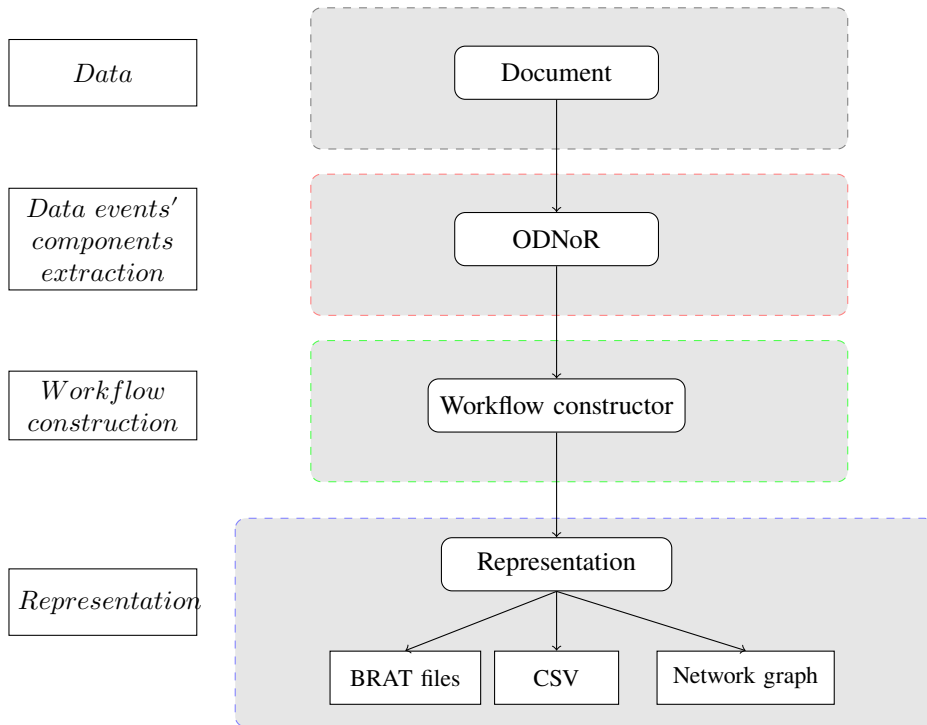 Data
Document
Data events′
components
extraction
ODNoR
Workflow
construction
Workflow constructor
Representation
Representation
BRAT files
CSV
Network graph